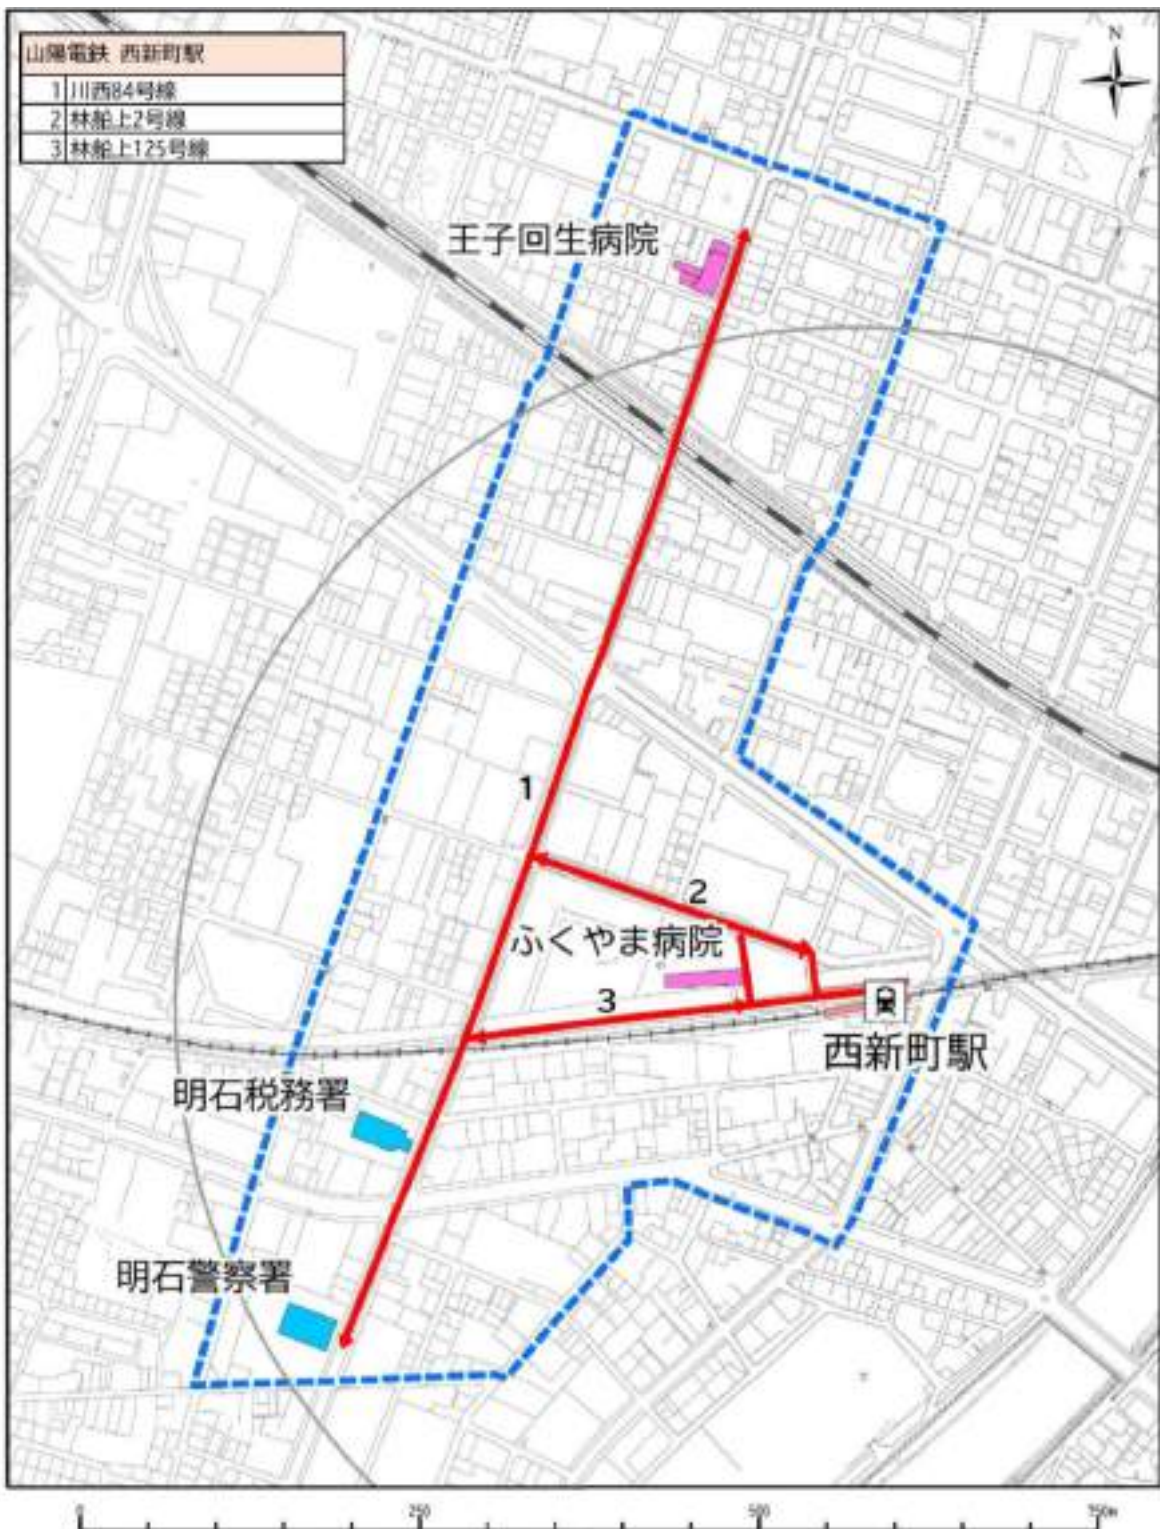 山陽電鉄 西新町駅
1 川西84号線
2 林船上2号線
3 林船上125号線
N
王子回生病院
1
2
ふくやま病院
3
西新町駅
明石税務署
明石警察署
0 250 500 750m